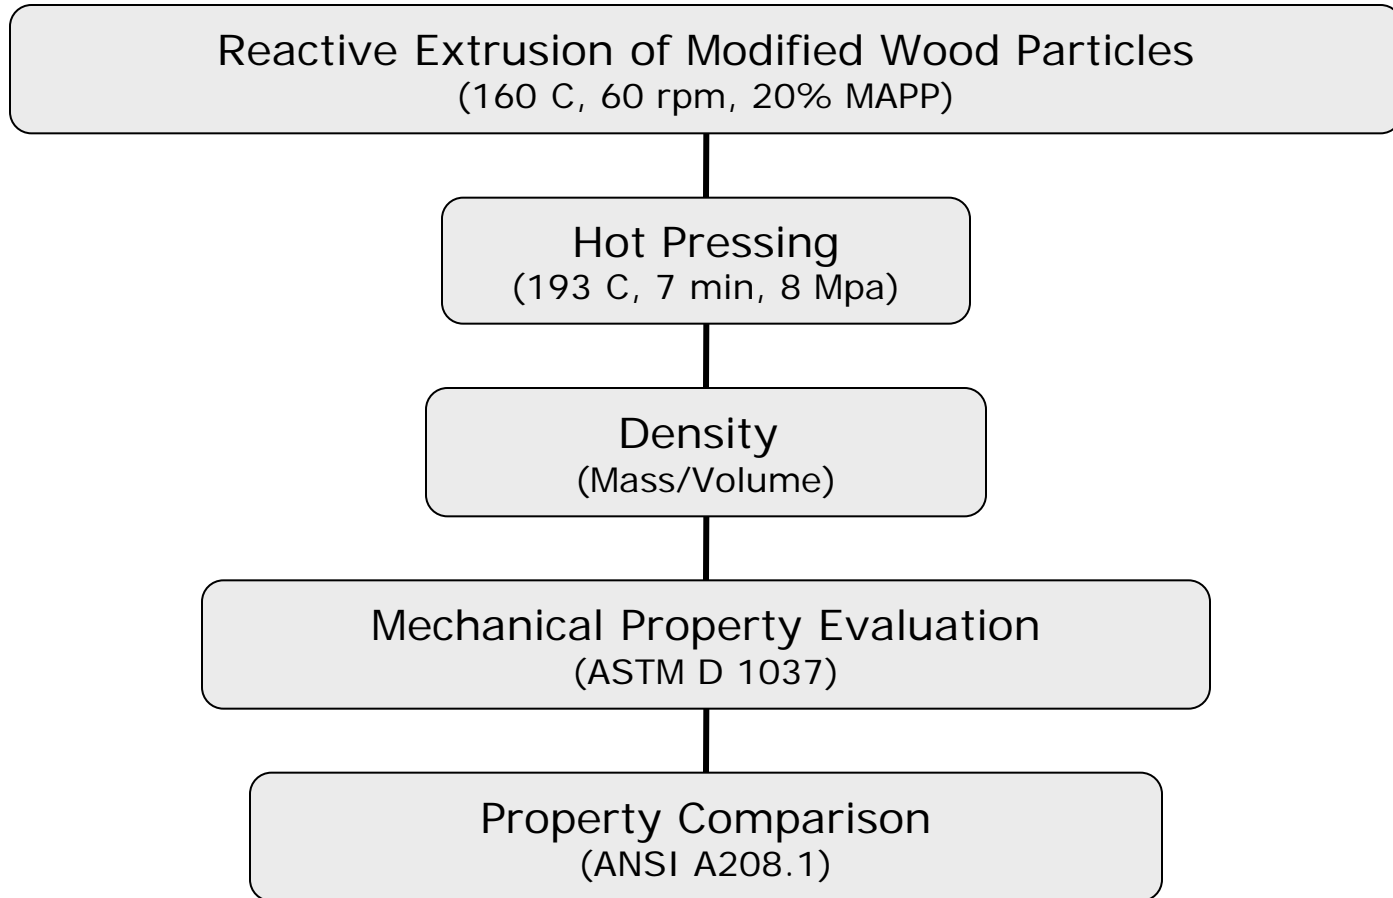 Reactive Extrusion of Modified Wood Particles
(160 C, 60 rpm, 20% MAPP)
Hot Pressing
(193 C, 7 min, 8 Mpa)
Density
(Mass/Volume)
Mechanical Property Evaluation
(ASTM D 1037)
Property Comparison
(ANSI A208.1)